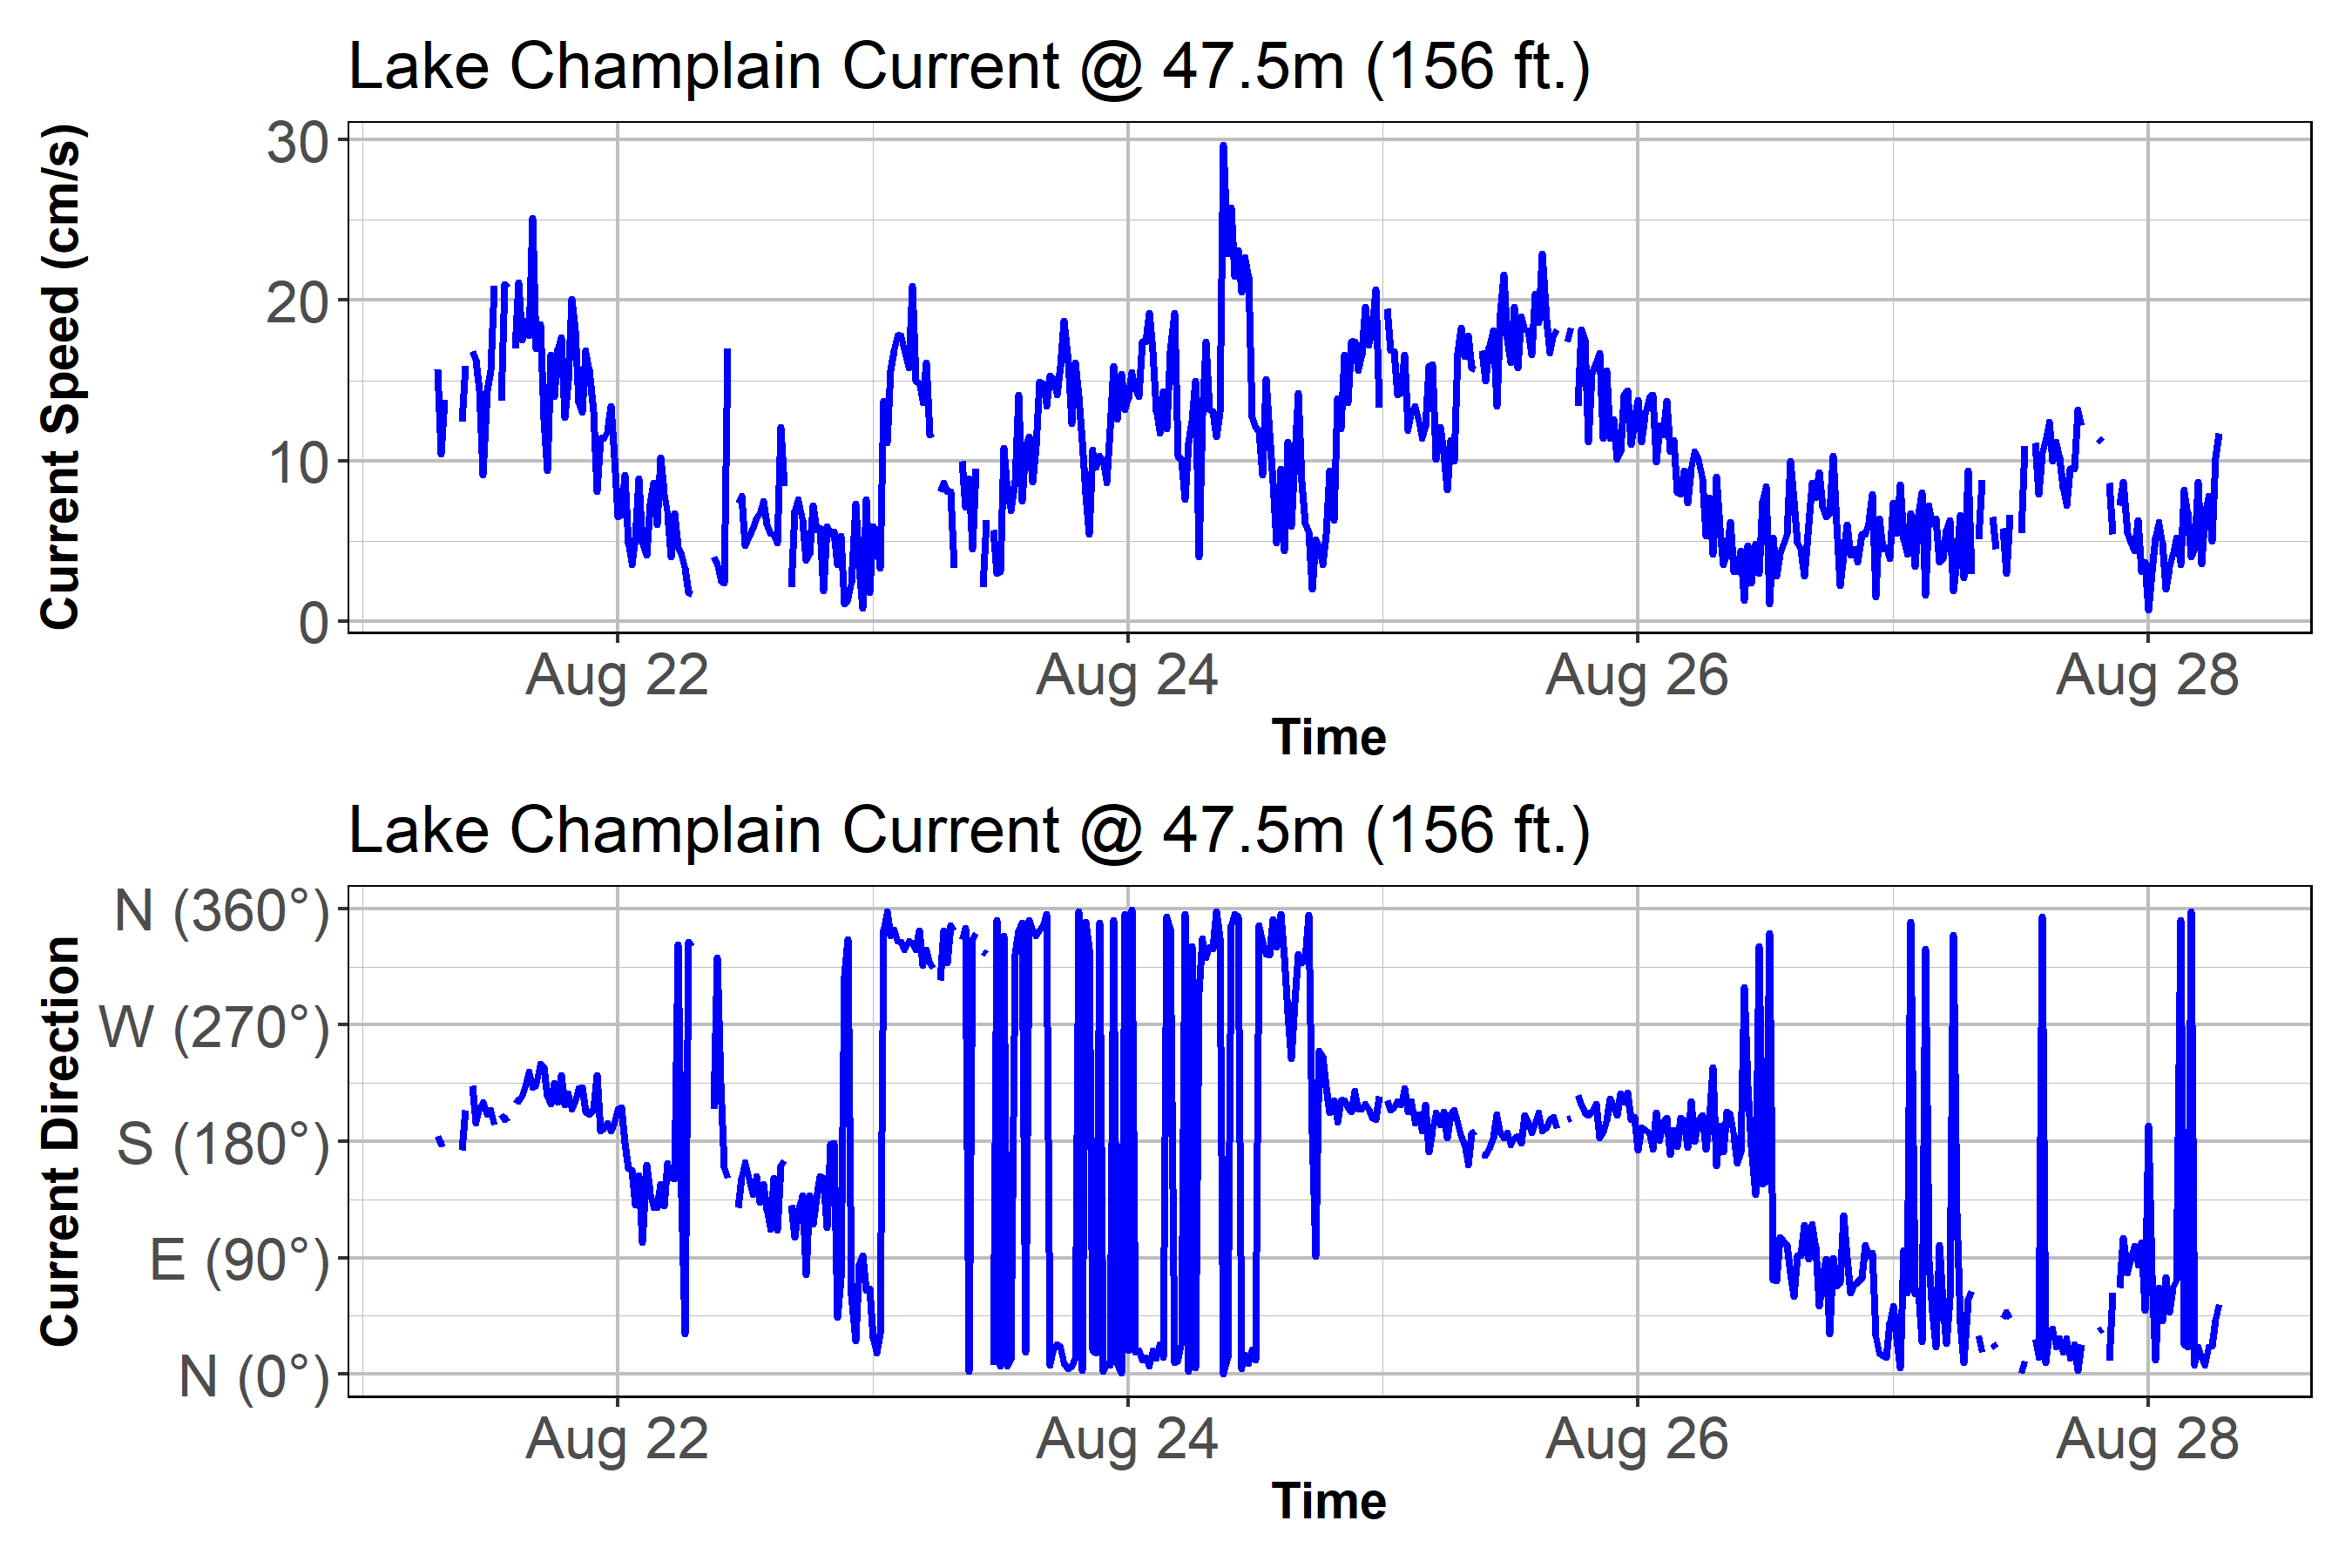 Lake Champlain Current @ 47.5m (156 ft.)
Current Speed (cm/s)
30
20
10
0
Aug 22 Aug 24 Aug 26 Aug 28
Time
Lake Champlain Current @ 47.5m (156 ft.)
Current Direction
N (360°)
W (270°)
S (180°)
E (90°)
N (0°)
Aug 22 Aug 24 Aug 26 Aug 28
Time